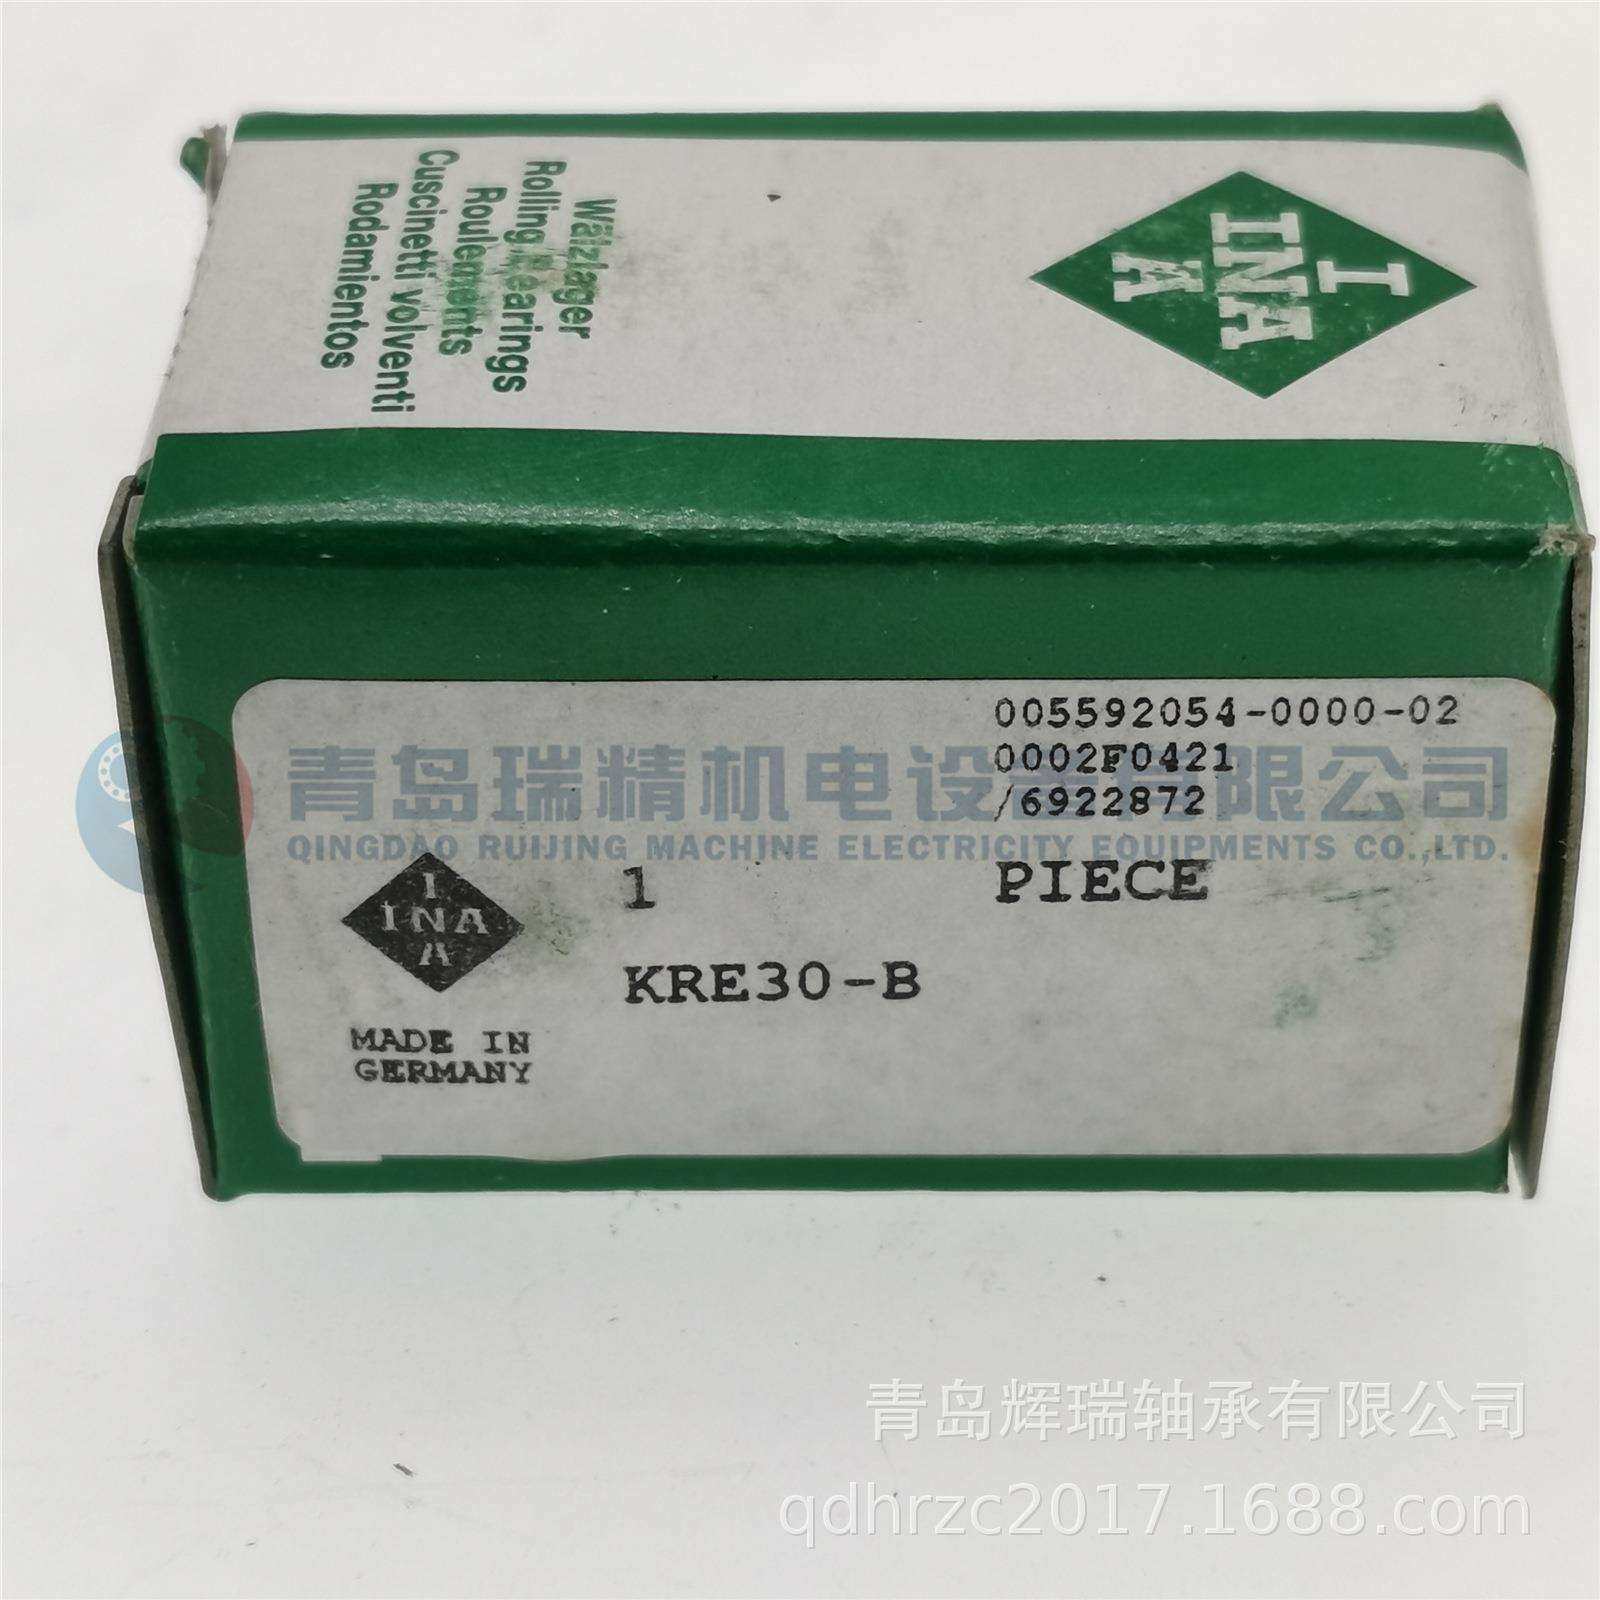 Wälzlager
Rolling Bearings
Roulements
Cuscinetti volventi
Rodamientos
I
INA
A
005592054-0000-02
0002F0421
/6922872
青岛瑞精机电设备有限公司
QINGDAO RUIJING MACHINE ELECTRICITY EQUIPMENTS CO.,LTD.
I
INA
A
1 PIECE
KRE30-B
MADE IN
GERMANY
青岛辉瑞轴承有限公司
qdhrzc2017.1688.com